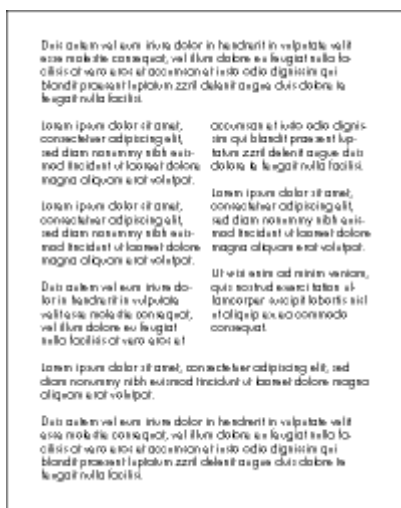 Duis autem vel eum iriure dolor in hendrerit in vulputate velit
esse molestie consequat, vel illum dolore eu feugiat nulla fa-
cilisis at vero eros et accumsan et iusto odio dignissim qui
blandit praesent luptatum zzril delenit augue duis dolore te
feugait nulla facilisi.
Lorem ipsum dolor sit amet,
consectetuer adipiscing elit,
sed diam nonummy nibh euis-
mod tincidunt ut laoreet dolore
magna aliquam erat volutpat.
Lorem ipsum dolor sit amet,
consectetuer adipiscing elit,
sed diam nonummy nibh euis-
mod tincidunt ut laoreet dolore
magna aliquam erat volutpat.
Duis autem vel eum iriure do-
lor in hendrerit in vulputate
velit esse molestie consequat,
vel illum dolore eu feugiat
nulla facilisis at vero eros et
accumsan et iusto odio dignis-
sim qui blandit praesent lup-
tatum zzril delenit augue duis
dolore te feugait nulla facilisi.
Lorem ipsum dolor sit amet,
consectetuer adipiscing elit,
sed diam nonummy nibh euis-
mod tincidunt ut laoreet dolore
magna aliquam erat volutpat.
Ut wisi enim ad minim veniam,
quis nostrud exerci tation ul-
lamcorper suscipit lobortis nisl
ut aliquip ex ea commodo
consequat.
Lorem ipsum dolor sit amet, consectetuer adipiscing elit, sed
diam nonummy nibh euismod tincidunt ut laoreet dolore magna
aliquam erat volutpat.
Duis autem vel eum iriure dolor in hendrerit in vulputate velit
esse molestie consequat, vel illum dolore eu feugiat nulla fa-
cilisis at vero eros et accumsan et iusto odio dignissim qui
blandit praesent luptatum zzril delenit augue duis dolore te
feugait nulla facilisi.